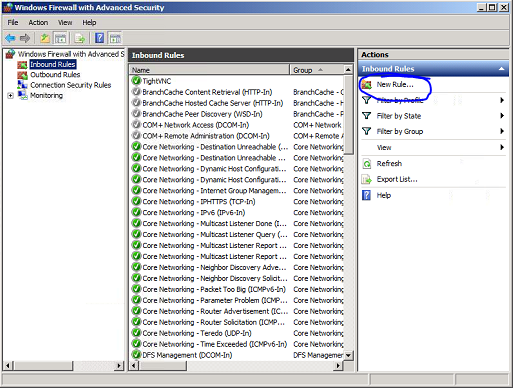 Windows Firewall with Advanced Security
File Action View Help
Windows Firewall with Advanced S
Inbound Rules
Outbound Rules
Connection Security Rules
Monitoring
Inbound Rules
Name Group
TightVNC
BranchCache Content Retrieval (HTTP-In) BranchCache - C
BranchCache Hosted Cache Server (HTTP-In) BranchCache - H
BranchCache Peer Discovery (WSD-In) BranchCache - P
COM+ Network Access (DCOM-In) COM+ Network A
COM+ Remote Administration (DCOM-In) COM+ Remote A
Core Networking - Destination Unreachable (... Core Networking
Core Networking - Destination Unreachable ... Core Networking
Core Networking - Dynamic Host Configurati... Core Networking
Core Networking - Dynamic Host Configurati... Core Networking
Core Networking - Internet Group Managem... Core Networking
Core Networking - IPHTTPS (TCP-In) Core Networking
Core Networking - IPv6 (IPv6-In) Core Networking
Core Networking - Multicast Listener Done (I... Core Networking
Core Networking - Multicast Listener Query (... Core Networking
Core Networking - Multicast Listener Report ... Core Networking
Core Networking - Multicast Listener Report ... Core Networking
Core Networking - Neighbor Discovery Adve... Core Networking
Core Networking - Neighbor Discovery Solicit... Core Networking
Core Networking - Packet Too Big (ICMPv6-In) Core Networking
Core Networking - Parameter Problem (ICMPv6... Core Networking
Core Networking - Router Advertisement (IC... Core Networking
Core Networking - Router Solicitation (ICMP... Core Networking
Core Networking - Teredo (UDP-In) Core Networking
Core Networking - Time Exceeded (ICMPv6-In) Core Networking
DFS Management (DCOM-In) DFS Management
Actions
Inbound Rules
New Rule...
Filter by Profile
Filter by State
Filter by Group
View
Refresh
Export List...
Help